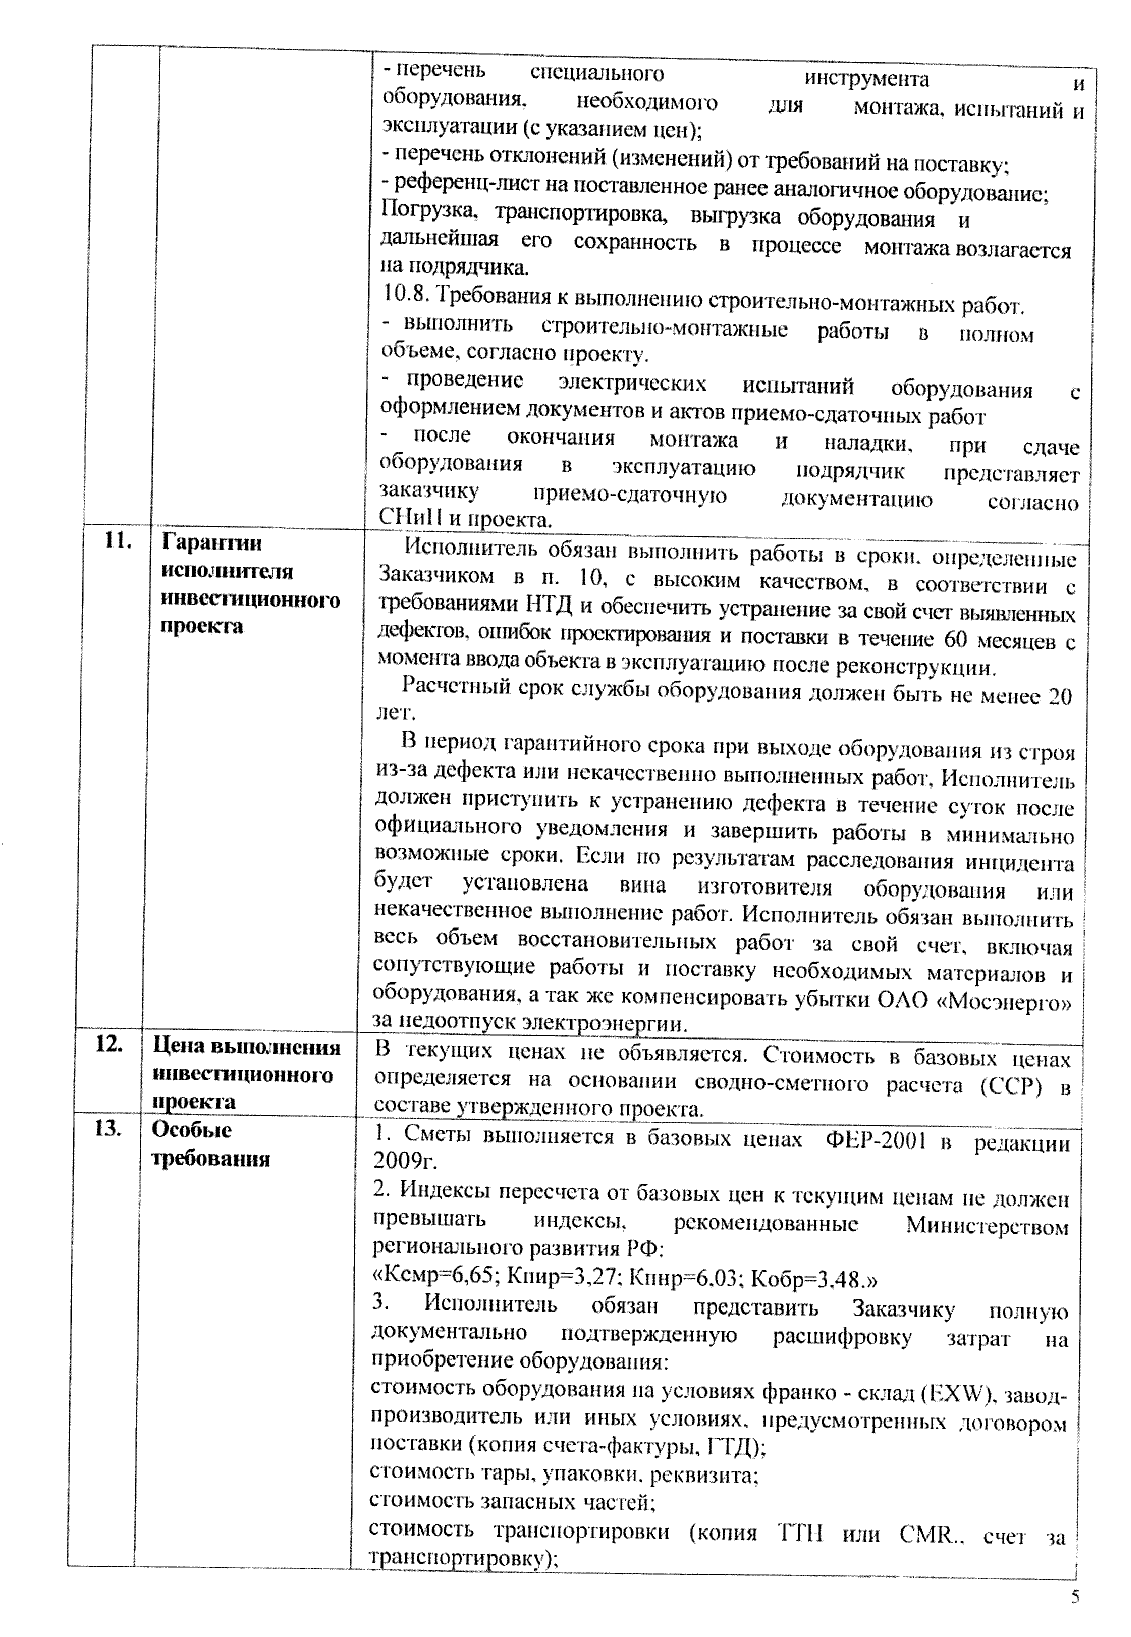 - перечень специального инструмента и
оборудования, необходимого для монтажа, испытаний и
эксплуатации (с указанием цен);
- перечень отклонений (изменений) от требований на поставку;
- референц-лист на поставленное ранее аналогичное оборудование;
Погрузка, транспортировка, выгрузка оборудования и
дальнейшая его сохранность в процессе монтажа возлагается
на подрядчика.
10.8. Требования к выполнению строительно-монтажных работ.
- выполнить строительно-монтажные работы в полном
объеме, согласно проекту.
- проведение электрических испытаний оборудования с
оформлением документов и актов приемо-сдаточных работ
- после окончания монтажа и наладки, при сдаче
оборудования в эксплуатацию подрядчик представляет
заказчику приемо-сдаточную документацию согласно
СНиП и проекта.
11.
Гарантии
исполнителя
инвестиционного
проекта
Исполнитель обязан выполнить работы в сроки, определенные
Заказчиком в п. 10, с высоким качеством, в соответствии с
требованиями НТД и обеспечить устранение за свой счет выявленных
дефектов, ошибок проектирования и поставки в течение 60 месяцев с
момента ввода объекта в эксплуатацию после реконструкции.
Расчетный срок службы оборудования должен быть не менее 20
лет.
В период гарантийного срока при выходе оборудования из строя
из-за дефекта или некачественно выполненных работ, Исполнитель
должен приступить к устранению дефекта в течение суток после
официального уведомления и завершить работы в минимально
возможные сроки. Если по результатам расследования инцидента
будет установлена вина изготовителя оборудования или
некачественное выполнение работ. Исполнитель обязан выполнить
весь объем восстановительных работ за свой счет, включая
сопутствующие работы и поставку необходимых материалов и
оборудования, а так же компенсировать убытки ОАО «Мосэнерго»
за недоотпуск электроэнергии.
12.
Цена выполнения
инвестиционного
проекта
В текущих ценах не объявляется. Стоимость в базовых ценах
определяется на основании сводно-сметного расчета (ССР) в
составе утвержденного проекта.
13.
Особые
требования
1. Сметы выполняется в базовых ценах ФЕР-2001 в редакции
2009г.
2. Индексы пересчета от базовых цен к текущим ценам не должен
превышать индексы, рекомендованные Министерством
регионального развития РФ:
«Ксмр=6,65; Кпир=3,27; Кпнр=6,03; Кобр=3,48.»
3. Исполнитель обязан представить Заказчику полную
документально подтвержденную расшифровку затрат на
приобретение оборудования:
стоимость оборудования на условиях франко - склад (EXW), завод-
производитель или иных условиях, предусмотренных договором
поставки (копия счета-фактуры, ГТД);
стоимость тары, упаковки, реквизита;
стоимость запасных частей;
стоимость транспортировки (копия ТТН или CMR., счет за
транспортировку);
5